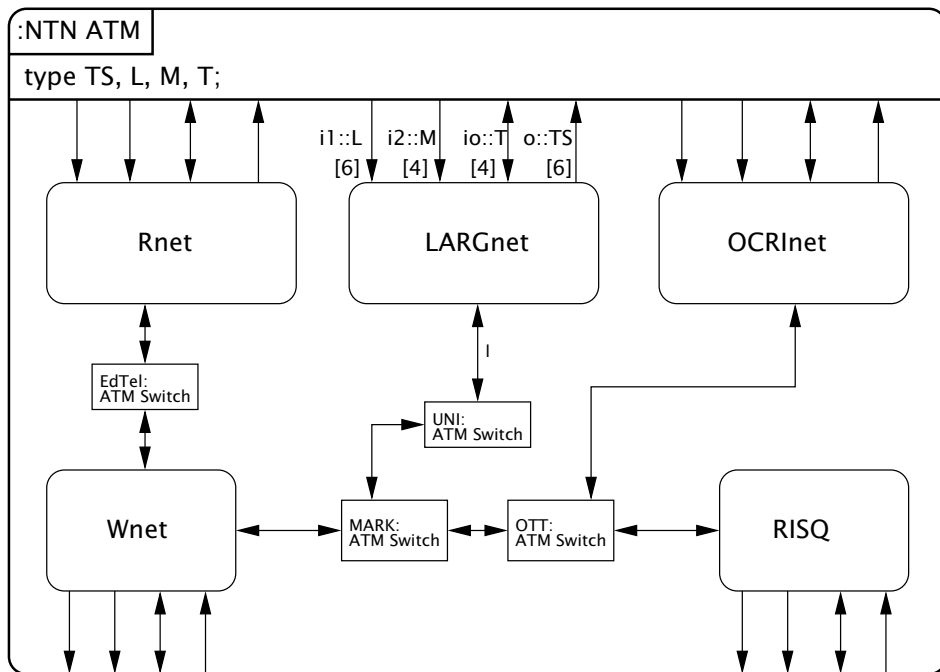 :NTN ATM
type TS, L, M, T;
i1::L
i2::M
io::T
o::TS
[6]
[4]
[4]
[6]
Rnet
LARGnet
OCRInet
I
EdTel:
ATM Switch
UNI:
ATM Switch
Wnet
MARK:
ATM Switch
OTT:
ATM Switch
RISQ